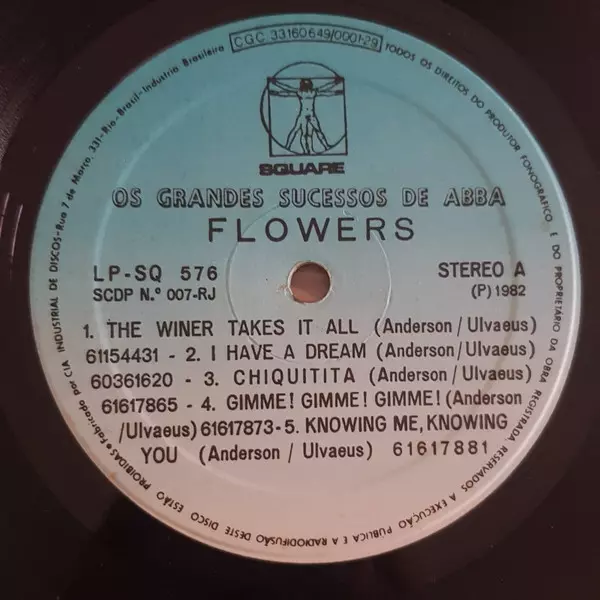 CGC 33160649/0001-29
SQUARE
OS GRANDES SUCESSOS DE ABBA
FLOWERS
LP-SQ 576
STEREO A
SCDP N.º 007-RJ
(P) 1982
1. THE WINER TAKES IT ALL (Anderson / Ulvaeus)
61154431 - 2. I HAVE A DREAM (Anderson / Ulvaeus)
60361620 - 3. CHIQUITITA (Anderson / Ulvaeus)
61617865 - 4. GIMME! GIMME! GIMME! (Anderson
/Ulvaeus) 61617873-5. KNOWING ME, KNOWING
YOU (Anderson / Ulvaeus) 61617881
TODOS OS DIREITOS DO PRODUTOR FONOGRÁFICO E DO PROPRIETÁRIO DA OBRA REGISTRADA, RESERVADOS A EXECUÇÃO PÚBLICA E A RADIODIFUSÃO DESTE DISCO ESTÃO PROIBIDAS • Fabricado por CVA INDUSTRIAL DE DISCOS-Rua 7 de Março, 331-Rio-Brasil-Industria Brasileira